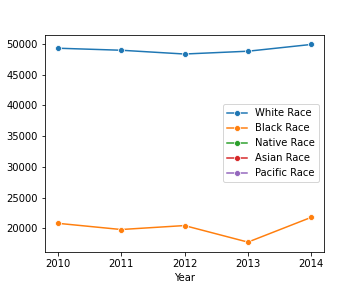 50000
45000
40000
35000
30000
25000
20000
White Race
Black Race
Native Race
Asian Race
Pacific Race
2010 2011 2012 2013 2014
Year